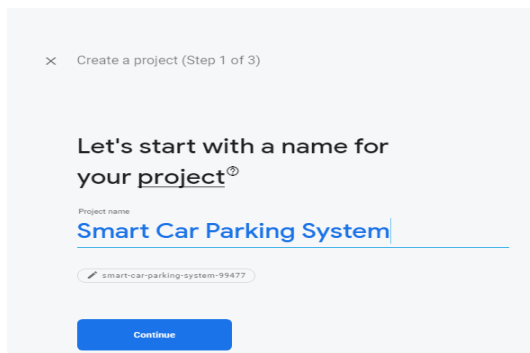 Create a project (Step 1 of 3)
Let's start with a name for
your project
Project name
Smart Car Parking System
smart-car-parking-system-99477
Continue